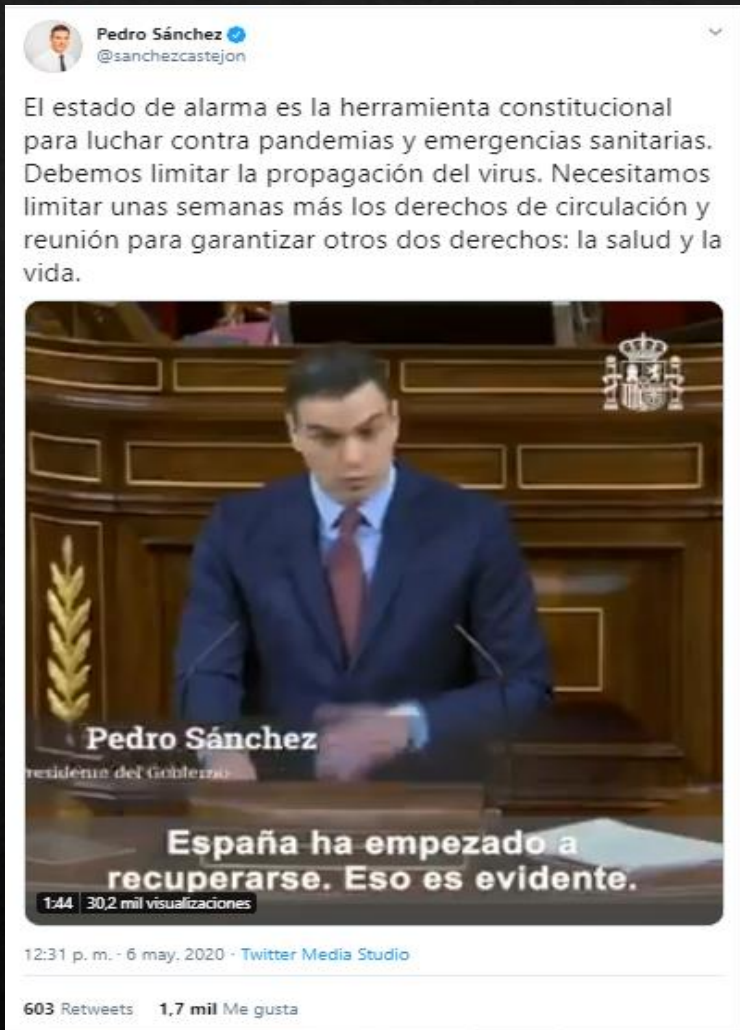 Pedro Sánchez
@sanchezcastejon
El estado de alarma es la herramienta constitucional
para luchar contra pandemias y emergencias sanitarias.
Debemos limitar la propagación del virus. Necesitamos
limitar unas semanas más los derechos de circulación y
reunión para garantizar otros dos derechos: la salud y la
vida.
Pedro Sánchez
residente del Gobierno
España ha empezado a
recuperarse. Eso es evidente.
1:44 30,2 mil visualizaciones
12:31 p. m. · 6 may. 2020 · Twitter Media Studio
603 Retweets 1,7 mil Me gusta